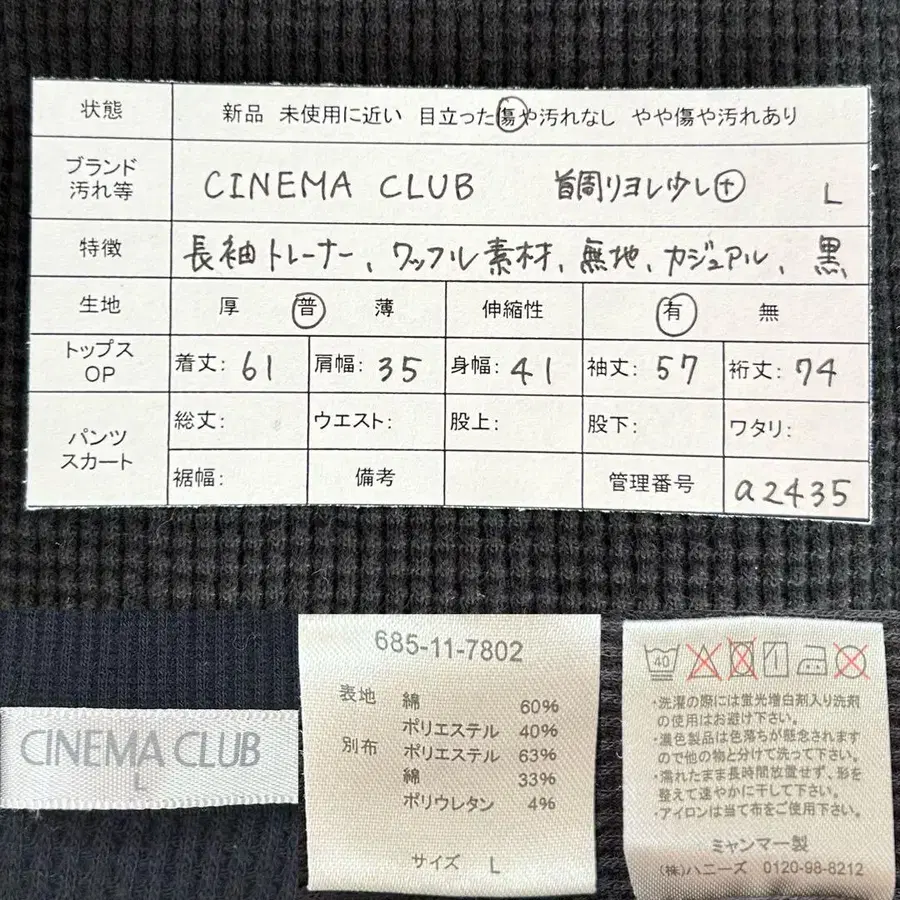 状態 新品 未使用に近い 目立った傷や汚れなし やや傷や汚れあり
ブランド 汚れ等 CINEMA CLUB 首周りヨレ少し⊕ L
特徴 長袖トレーナー、ワッフル素材、無地、カジュアル、黒
生地 厚 普 薄 伸縮性 有 無
トップス OP 着丈: 61 肩幅: 35 身幅: 41 袖丈: 57 裄丈: 74
パンツ スカート 総丈: ウエスト: 股上: 股下: ワタリ:
裾幅: 備考 管理番号 a2435
CINEMA CLUB
L
685-11-7802
表地 綿 60%
ポリエステル 40%
別布 ポリエステル 63%
綿 33%
ポリウレタン 4%
サイズ L
40
・洗濯の際には蛍光増白剤入り洗剤
の使用はお避け下さい。
・濃色製品は色落ちが懸念されます
ので他の物と分けて洗って下さい。
・濡れたまま長時間放置せず、形を
整えて速やかに干して下さい。
・アイロンは当て布をご使用下さい。
ミャンマー製
(株)ハニーズ 0120-98-8212